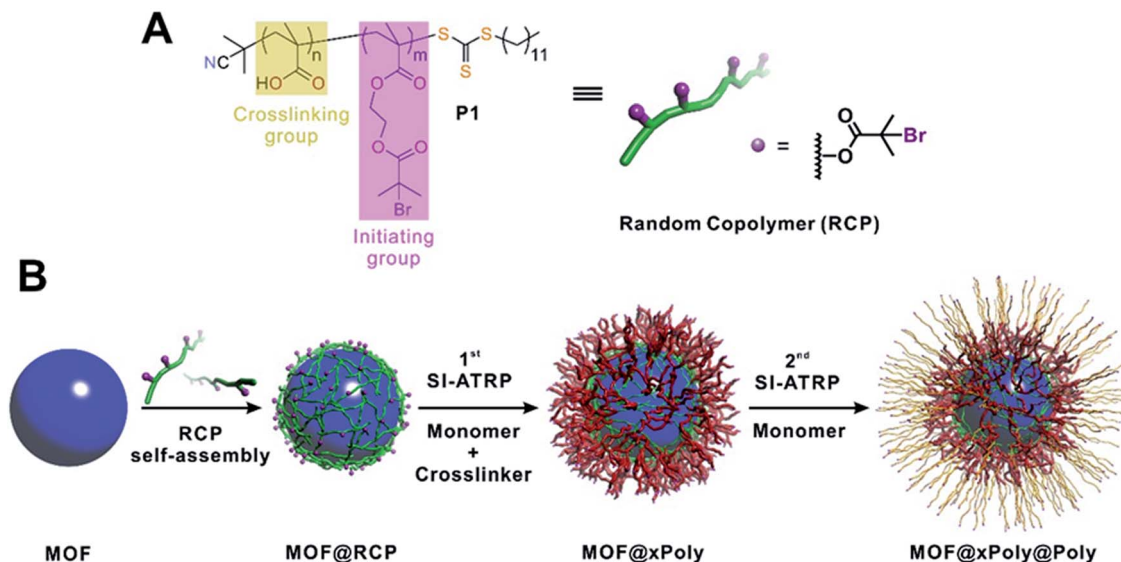 A
NC
n
HO
O
Crosslinking
group
m
O
O
O
O
Br
Initiating
group
S
S
S
11
P1
≡
= O
O
Br
Random Copolymer (RCP)
B
RCP
self-assembly
1st
SI-ATRP
Monomer
+
Crosslinker
2nd
SI-ATRP
Monomer
MOF
MOF@RCP
MOF@xPoly
MOF@xPoly@Poly